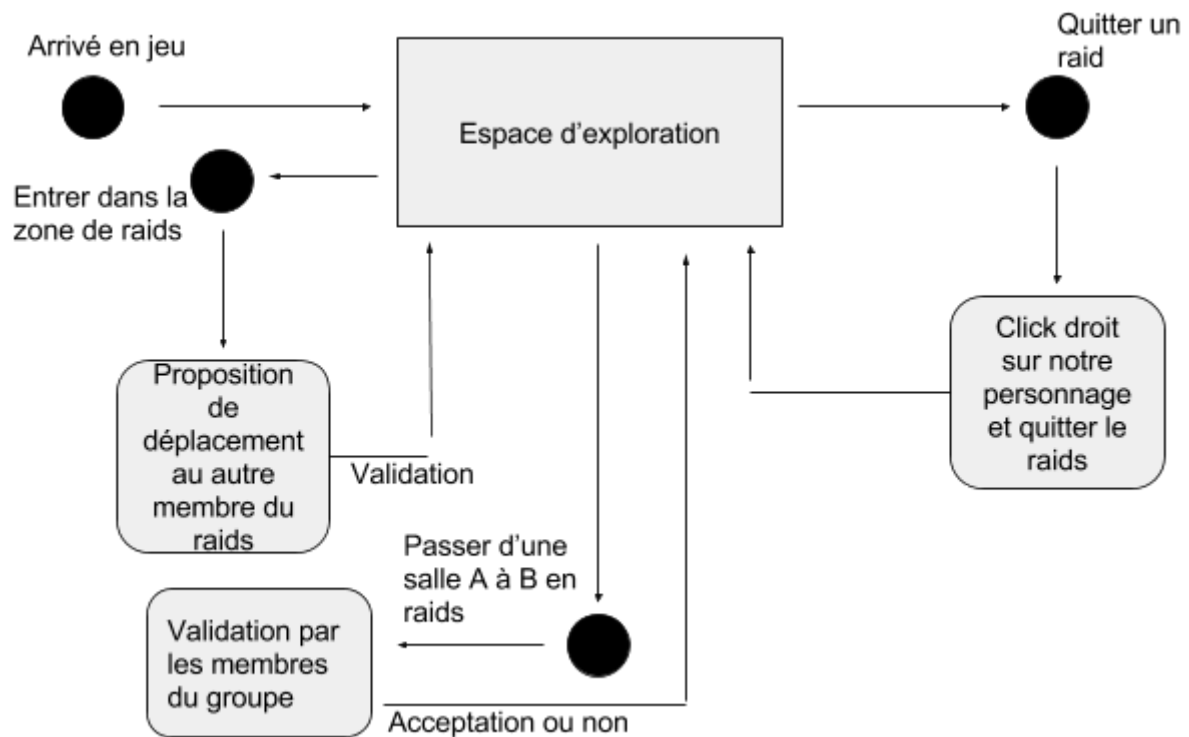 Arrivé en jeu
Quitter un
raid
Espace d'exploration
Entrer dans la
zone de raids
Proposition
de
déplacement
au autre
membre du
raids
Validation
Click droit
sur notre
personnage
et quitter le
raids
Passer d'une
salle A à B en
raids
Validation par
les membres
du groupe
Acceptation ou non